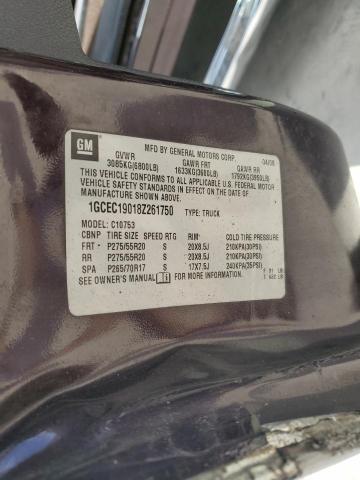 GM
MFD BY GENERAL MOTORS CORP. 04/08
GVWR GAWR FRT GAWR RR
3085KG(6800LB) 1633KG(3600LB) 1792KG(3950LB)
THIS VEHICLE CONFORMS TO ALL APPLICABLE U.S. FEDERAL MOTOR
VEHICLE SAFETY AND THEFT PREVENTION STANDARDS IN EFFECT ON THE DATE OF
MANUFACTURE SHOWN ABOVE.
1GCEC19018Z261750 TYPE: TRUCK
MODEL: C10753
CBNP TIRE SIZE SPEED RTG RIM COLD TIRE PRESSURE
FRT P275/55R20 S 20X8.5J 210KPA(30PSI)
RR P275/55R20 S 20X8.5J 210KPA(30PSI)
SPA P265/70R17 S 17X7.5J 240KPA(35PSI)
SEE OWNER'S MANUAL